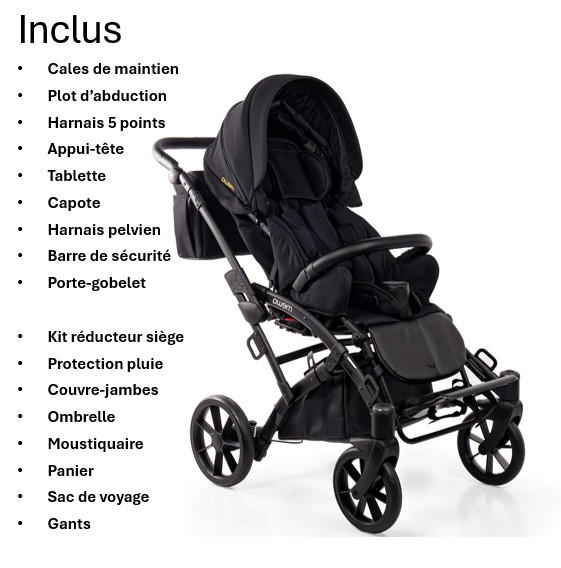 Inclus
• Cales de maintien
• Plot d’abduction
• Harnais 5 points
• Appui-tête
• Tablette
• Capote
• Harnais pelvien
• Barre de sécurité
• Porte-gobelet
• Kit réducteur siège
• Protection pluie
• Couvre-jambes
• Ombrelle
• Moustiquaire
• Panier
• Sac de voyage
• Gants